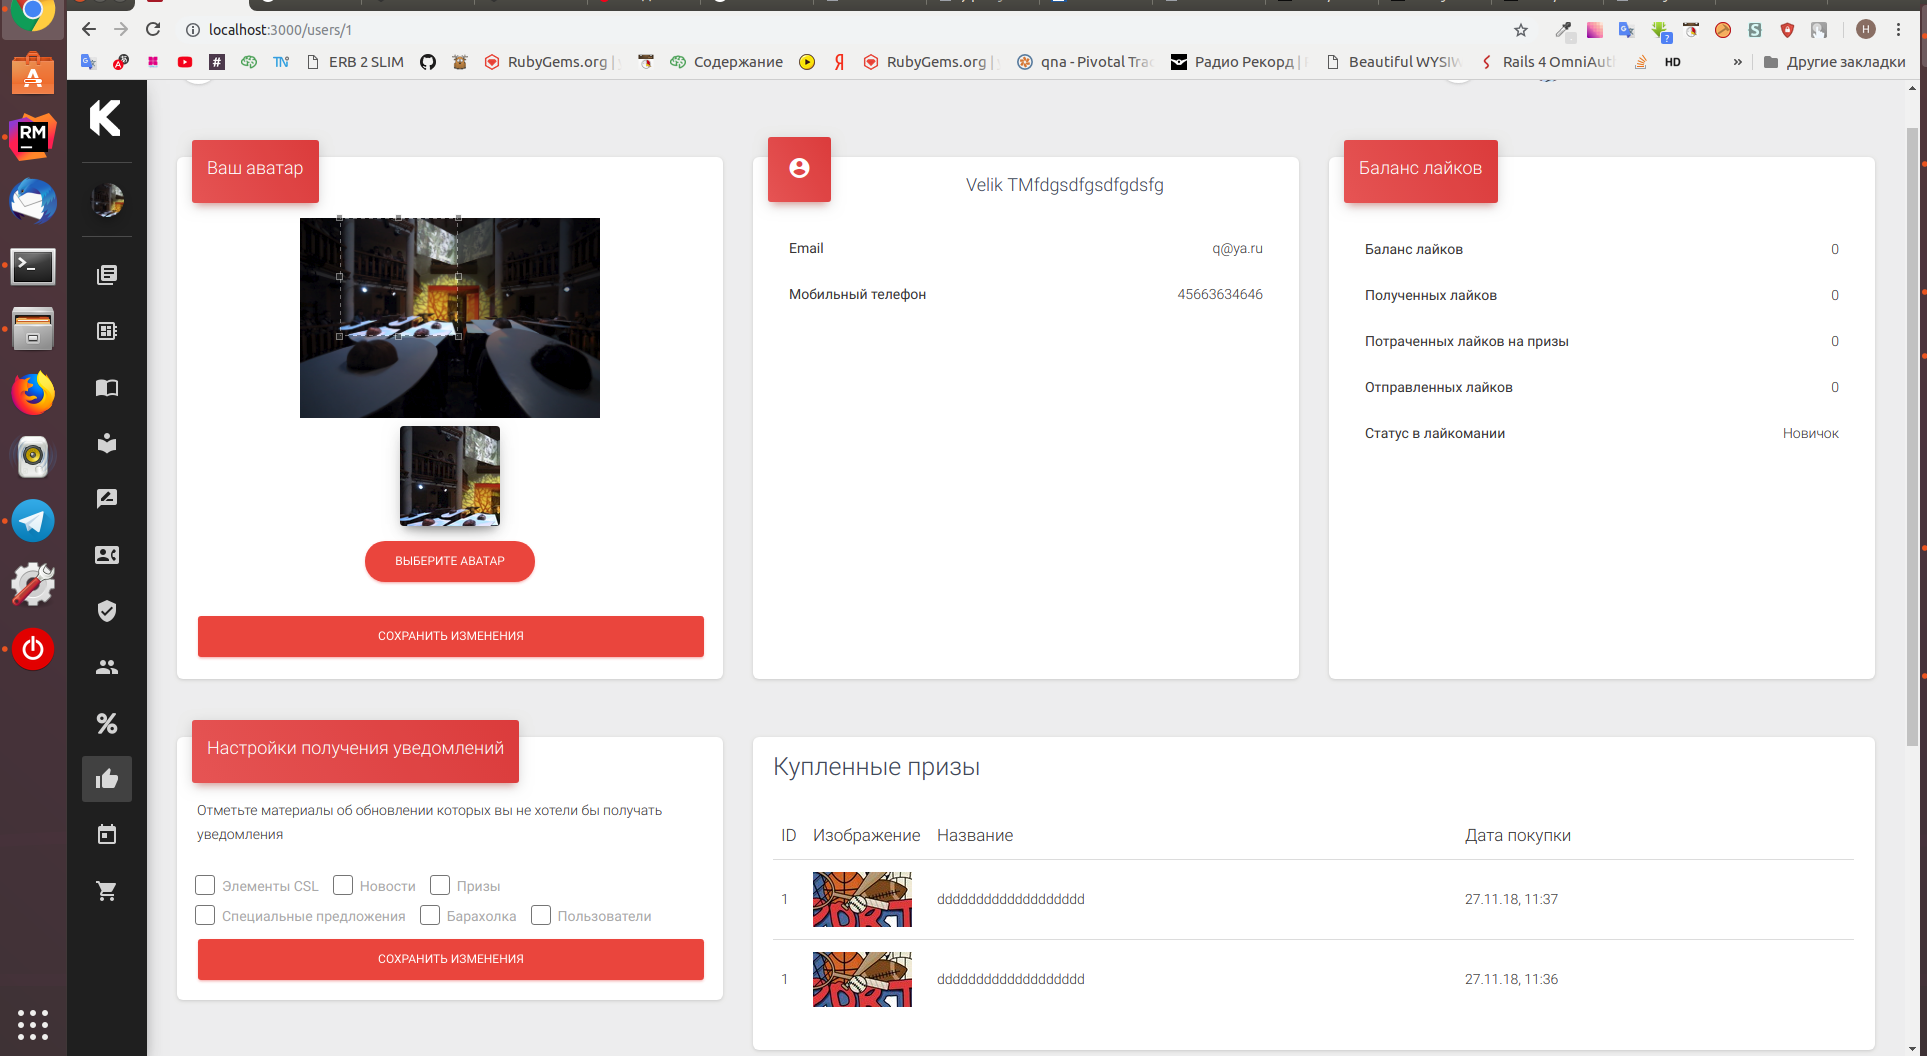 localhost:3000/users/1
ERB 2 SLIM
RubyGems.org |
Содержание
RubyGems.org |
qna - Pivotal Tra
Радио Рекорд |
Beautiful WYSIW
Rails 4 OmniAut
HD
»
Другие закладки
RM
K
Ваш аватар
ВЫБЕРИТЕ АВАТАР
СОХРАНИТЬ ИЗМЕНЕНИЯ
Velik TMfdgsdfgsdfgdsfg
Email
q@ya.ru
Мобильный телефон
45663634646
Баланс лайков
Баланс лайков
0
Полученных лайков
0
Потраченных лайков на призы
0
Отправленных лайков
0
Статус в лайкомании
Новичок
Настройки получения уведомлений
Отметьте материалы об обновлении которых вы не хотели бы получать
уведомления
Элементы CSL Новости Призы
Специальные предложения Барахолка Пользователи
СОХРАНИТЬ ИЗМЕНЕНИЯ
Купленные призы
ID Изображение Название Дата покупки
1 ddddddddddddddddddd 27.11.18, 11:37
1 ddddddddddddddddddd 27.11.18, 11:36